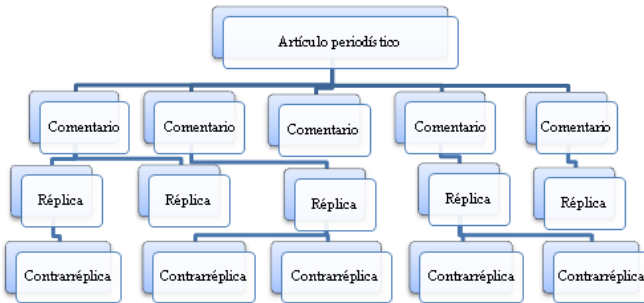 Artículo periodístico
Comentario
Comentario
Comentario
Comentario
Comentario
Réplica
Réplica
Réplica
Réplica
Réplica
Contrarréplica
Contrarréplica
Contrarréplica
Contrarréplica
Contrarréplica